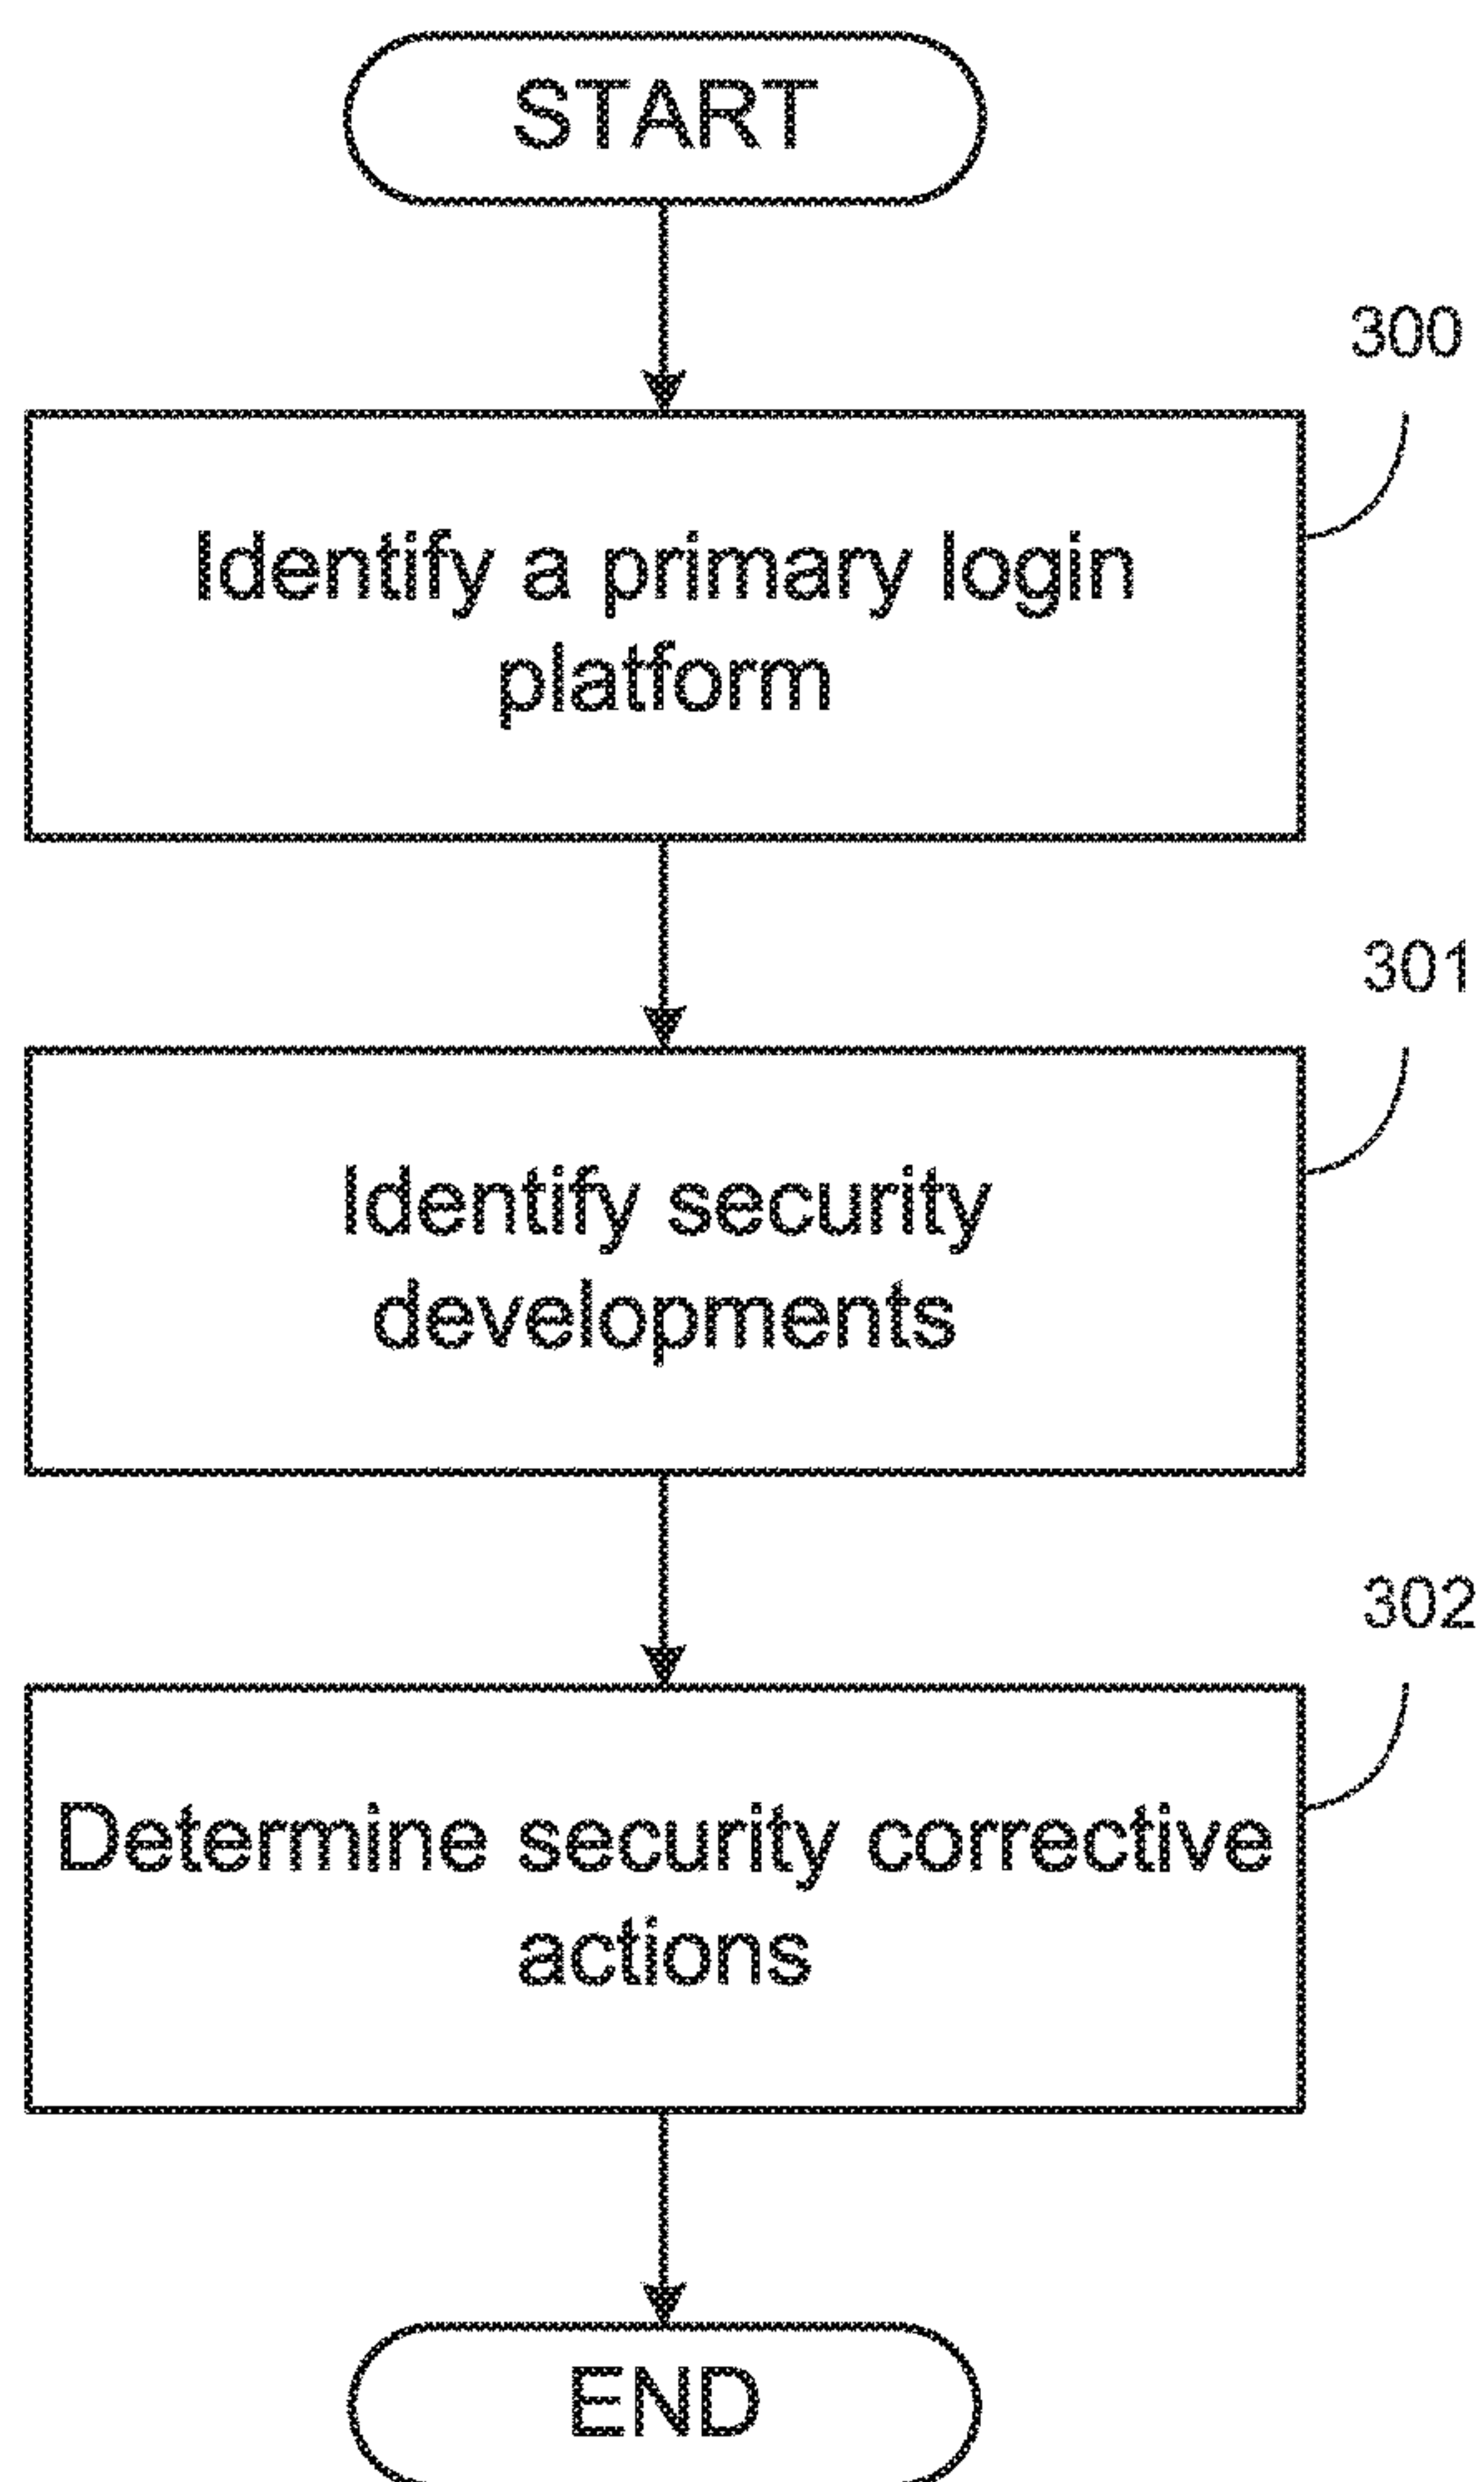 START
300
Identify a primary login
platform
301
Identify security
developments
302
Determine security corrective
actions
END